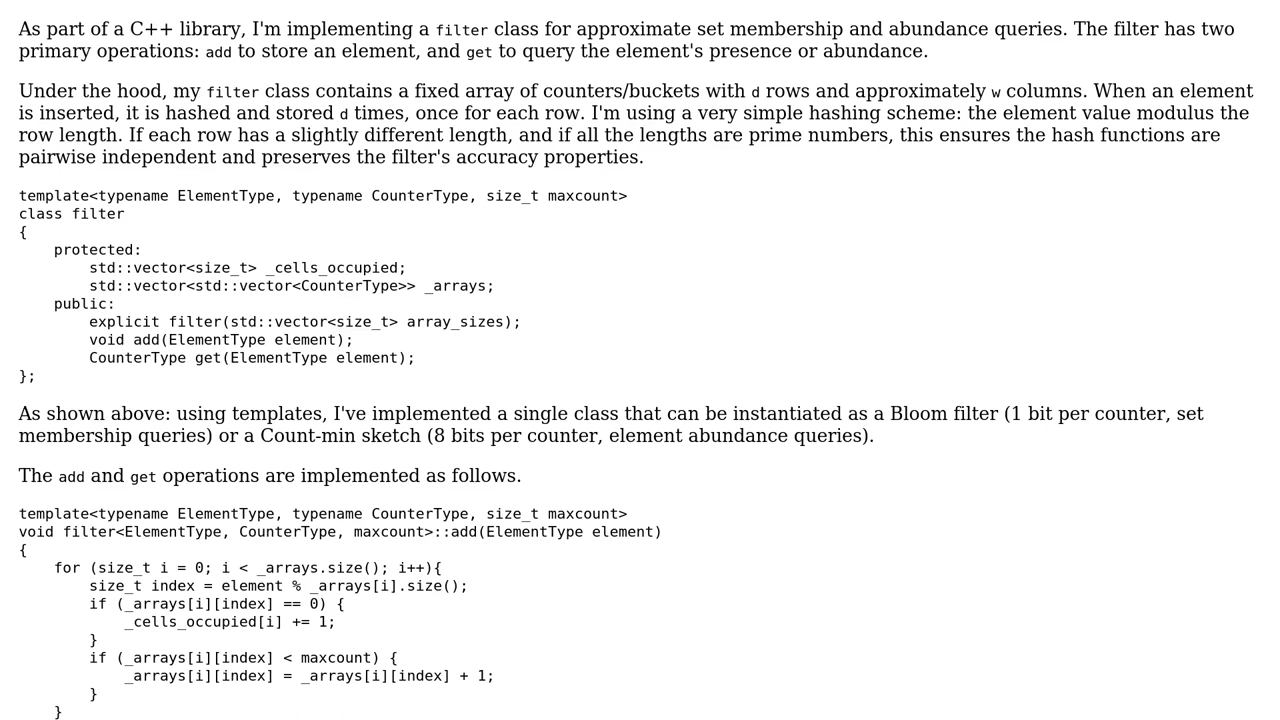 As part of a C++ library, I'm implementing a filter class for approximate set membership and abundance queries. The filter has two
primary operations: add to store an element, and get to query the element's presence or abundance.
Under the hood, my filter class contains a fixed array of counters/buckets with d rows and approximately w columns. When an element
is inserted, it is hashed and stored d times, once for each row. I'm using a very simple hashing scheme: the element value modulus the
row length. If each row has a slightly different length, and if all the lengths are prime numbers, this ensures the hash functions are
pairwise independent and preserves the filter's accuracy properties.
template<typename ElementType, typename CounterType, size_t maxcount>
class filter
{
    protected:
        std::vector<size_t> _cells_occupied;
        std::vector<std::vector<CounterType>> _arrays;
    public:
        explicit filter(std::vector<size_t> array_sizes);
        void add(ElementType element);
        CounterType get(ElementType element);
};
As shown above: using templates, I've implemented a single class that can be instantiated as a Bloom filter (1 bit per counter, set
membership queries) or a Count-min sketch (8 bits per counter, element abundance queries).
The add and get operations are implemented as follows.
template<typename ElementType, typename CounterType, size_t maxcount>
void filter<ElementType, CounterType, maxcount>::add(ElementType element)
{
    for (size_t i = 0; i < _arrays.size(); i++){
        size_t index = element % _arrays[i].size();
        if (_arrays[i][index] == 0) {
            _cells_occupied[i] += 1;
        }
        if (_arrays[i][index] < maxcount) {
            _arrays[i][index] = _arrays[i][index] + 1;
        }
    }